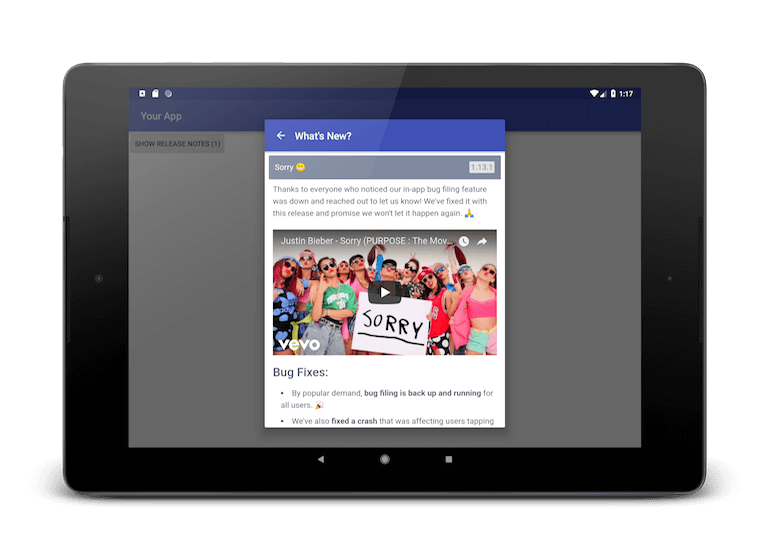 1:17
Your App
SHOW RELEASE NOTES (1)
What's New?
Sorry 😬
1.13.1
Thanks to everyone who noticed our in-app bug filing feature
was down and reached out to let us know! We've fixed it with
this release and promise we won't let it happen again. 🙏
Justin Bieber - Sorry (PURPOSE : The Mov...
SORRY
vevo
Bug Fixes:
• By popular demand, bug filing is back up and running for
all users. 🎉
• We've also fixed a crash that was affecting users tapping